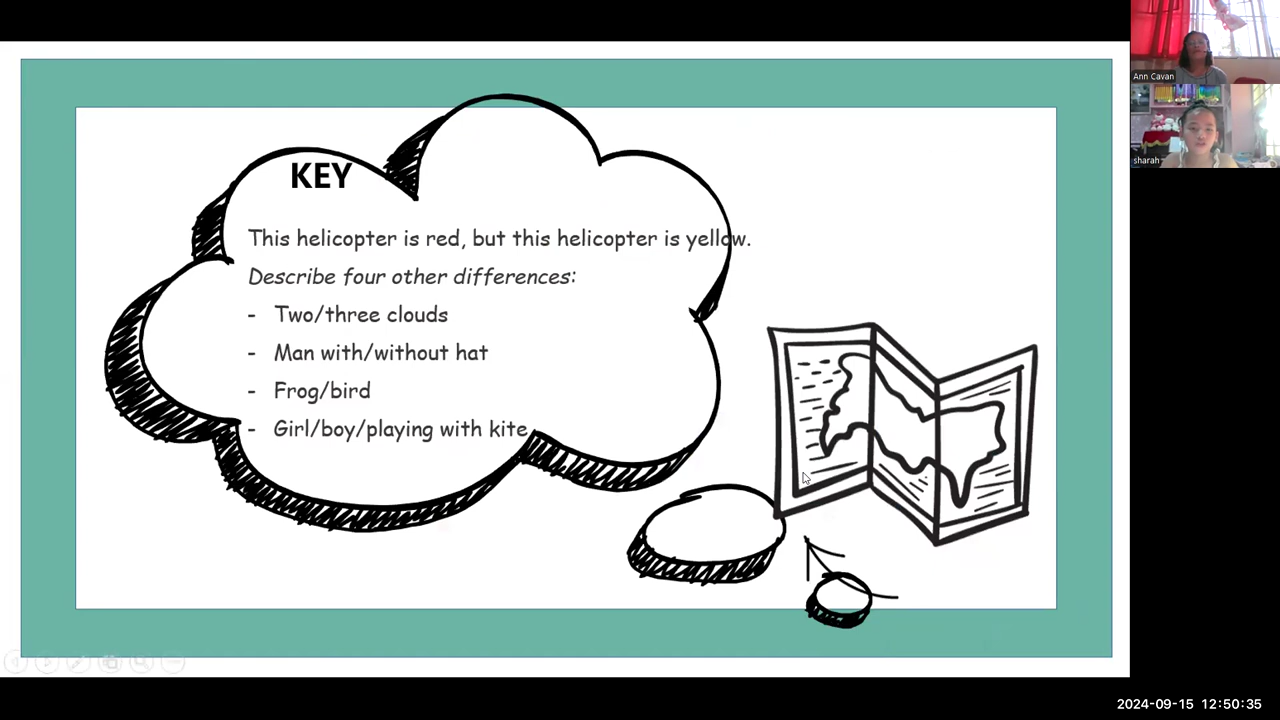 KEY
This helicopter is red, but this helicopter is yellow.
Describe four other differences:
- Two/three clouds
- Man with/without hat
- Frog/bird
- Girl/boy/playing with kite
Ann Cavan
sharah
2024-09-15 12:50:35